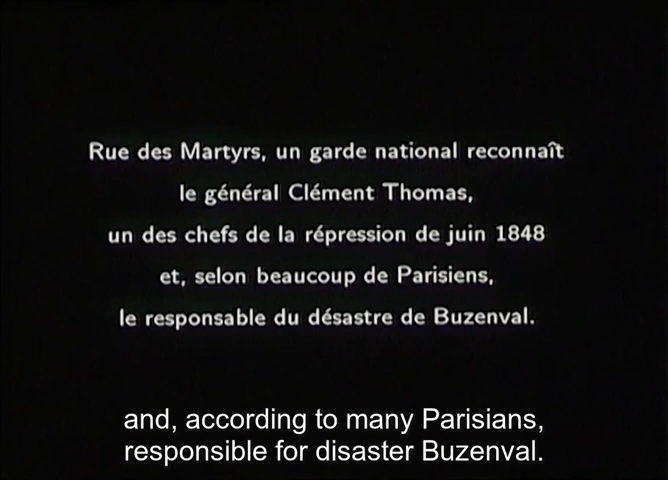 Rue des Martyrs, un garde national reconnaît
le général Clément Thomas,
un des chefs de la répression de juin 1848
et, selon beaucoup de Parisiens,
le responsable du désastre de Buzenval.
and, according to many Parisians,
responsible for disaster Buzenval.